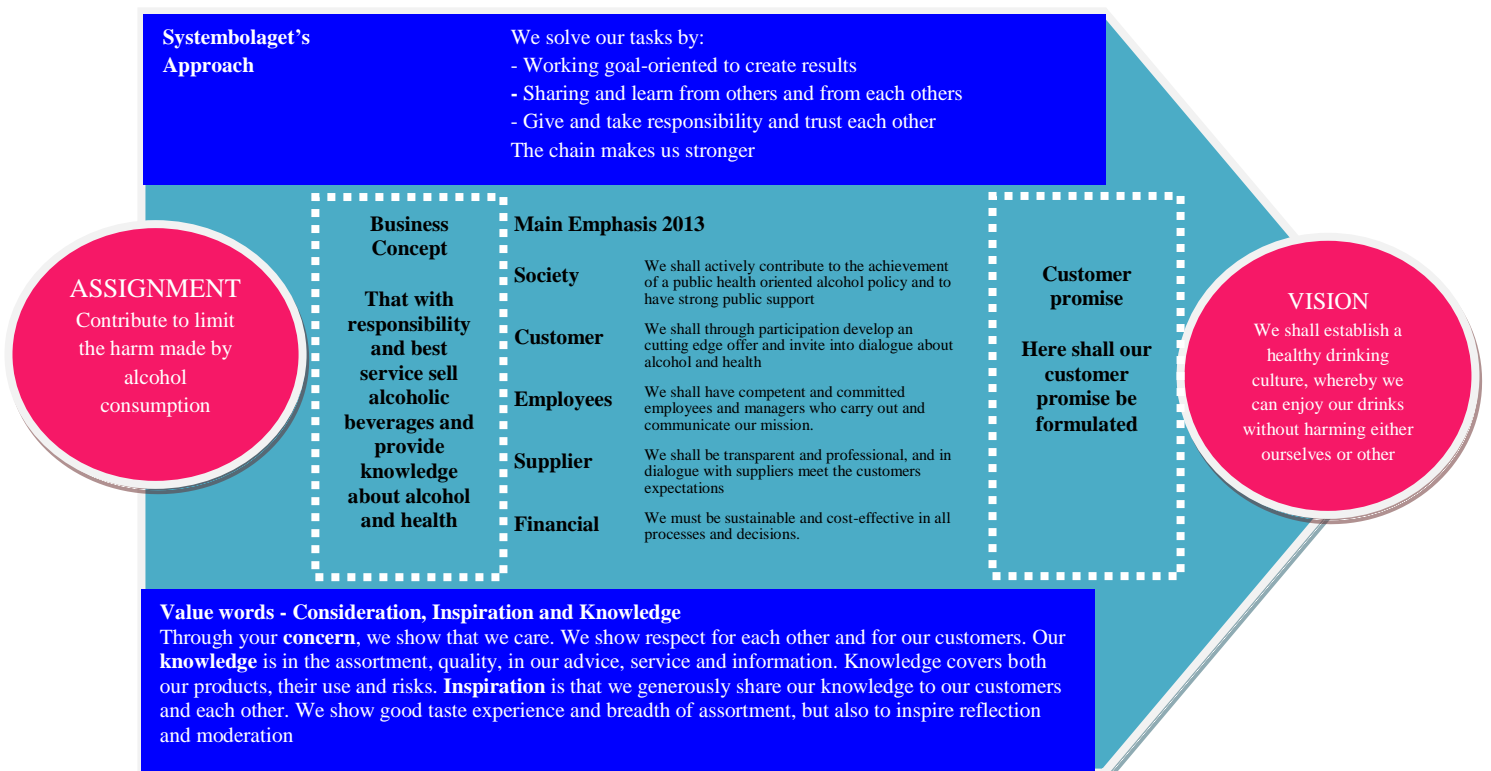 Systembolaget's
Approach
We solve our tasks by:
- Working goal-oriented to create results
- Sharing and learn from others and from each others
- Give and take responsibility and trust each other
The chain makes us stronger
ASSIGNMENT
Contribute to limit
the harm made by
alcohol
consumption
Business
Concept
That with
responsibility
and best
service sell
alcoholic
beverages and
provide
knowledge
about alcohol
and health
Main Emphasis 2013
Society
We shall actively contribute to the achievement
of a public health oriented alcohol policy and to
have strong public support
Customer
We shall through participation develop an
cutting edge offer and invite into dialogue about
alcohol and health
Employees
We shall have competent and committed
employees and managers who carry out and
communicate our mission.
Supplier
We shall be transparent and professional, and in
dialogue with suppliers meet the customers
expectations
Financial
We must be sustainable and cost-effective in all
processes and decisions.
Customer
promise
Here shall our
customer
promise be
formulated
VISION
We shall establish a
healthy drinking
culture, whereby we
can enjoy our drinks
without harming either
ourselves or other
Value words - Consideration, Inspiration and Knowledge
Through your concern, we show that we care. We show respect for each other and for our customers. Our
knowledge is in the assortment, quality, in our advice, service and information. Knowledge covers both
our products, their use and risks. Inspiration is that we generously share our knowledge to our customers
and each other. We show good taste experience and breadth of assortment, but also to inspire reflection
and moderation